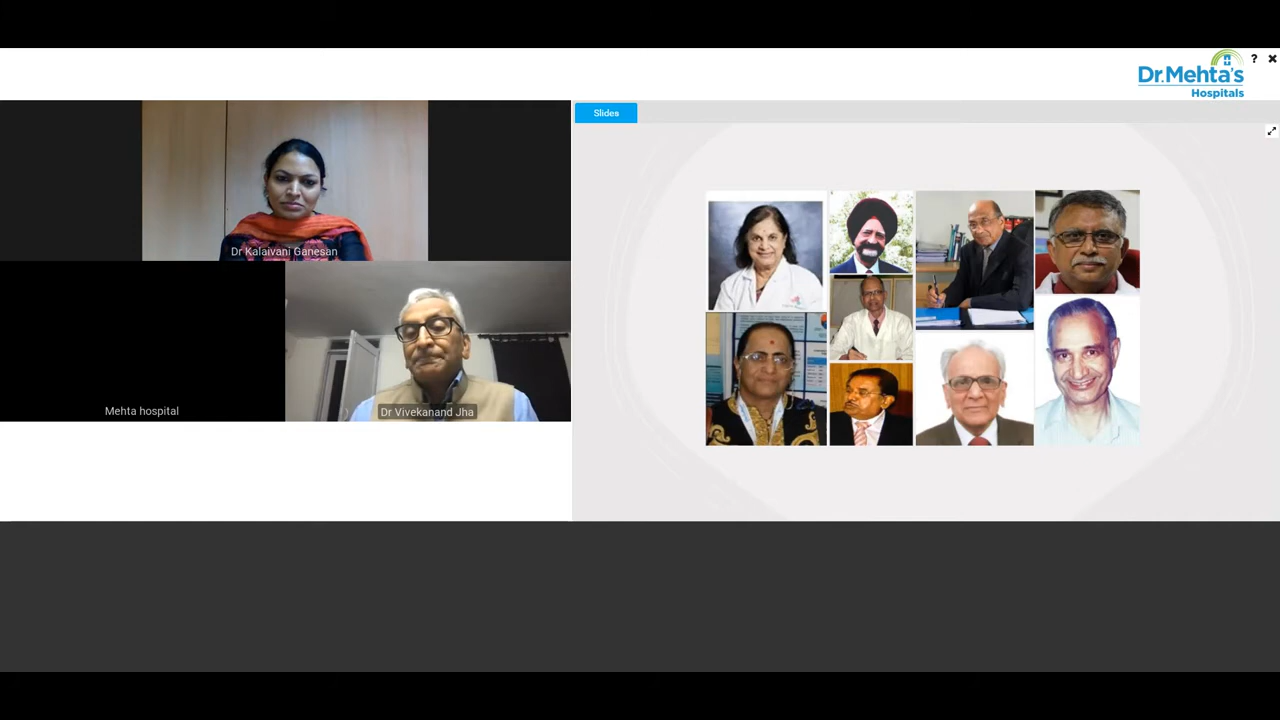 Dr.Mehta's
Hospitals
?
Slides
Dr Kalaivani Ganesan
Mehta hospital
Dr Vivekanand Jha